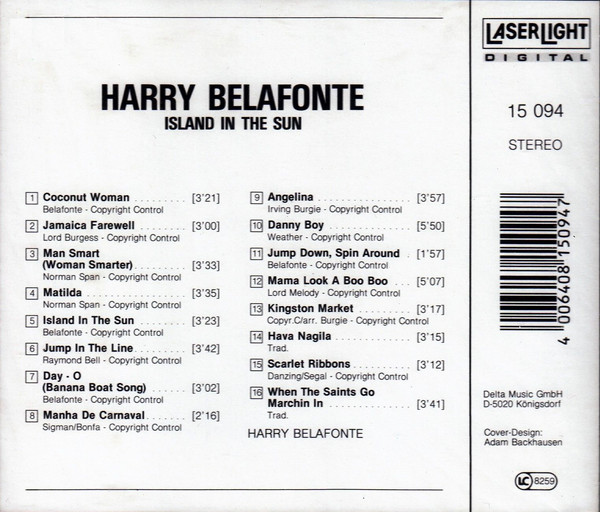 HARRY BELAFONTE
ISLAND IN THE SUN
1 Coconut Woman ......... [3'21]
Belafonte - Copyright Control
2 Jamaica Farewell ......... [3'00]
Lord Burgess - Copyright Control
3 Man Smart
(Woman Smarter) ......... [3'33]
Norman Span - Copyright Control
4 Matilda ......... [3'35]
Norman Span - Copyright Control
5 Island In The Sun ......... [3'23]
Belafonte - Copyright Control
6 Jump In The Line ......... [3'42]
Raymond Bell - Copyright Control
7 Day - O
(Banana Boat Song) ......... [3'02]
Belafonte - Copyright Control
8 Manha De Carnaval ......... [2'16]
Sigman/Bonfa - Copyright Control
9 Angelina ......... [3'57]
Irving Burgie - Copyright Control
10 Danny Boy ......... [5'50]
Weather - Copyright Control
11 Jump Down, Spin Around . [1'57]
Belafonte - Copyright Control
12 Mama Look A Boo Boo ... [5'07]
Lord Melody - Copyright Control
13 Kingston Market ......... [3'17]
Copyr.C/arr. Burgie - Copyright Control
14 Hava Nagila ......... [3'15]
Trad.
15 Scarlet Ribbons ......... [3'12]
Danzing/Segal - Copyright Control
16 When The Saints Go
Marchin In ......... [3'41]
Trad.
HARRY BELAFONTE
LASERLIGHT
DIGITAL
15 094
STEREO
4 006408 150947
Delta Music GmbH
D-5020 Königsdorf
Cover-Design:
Adam Backhausen
LC 8259